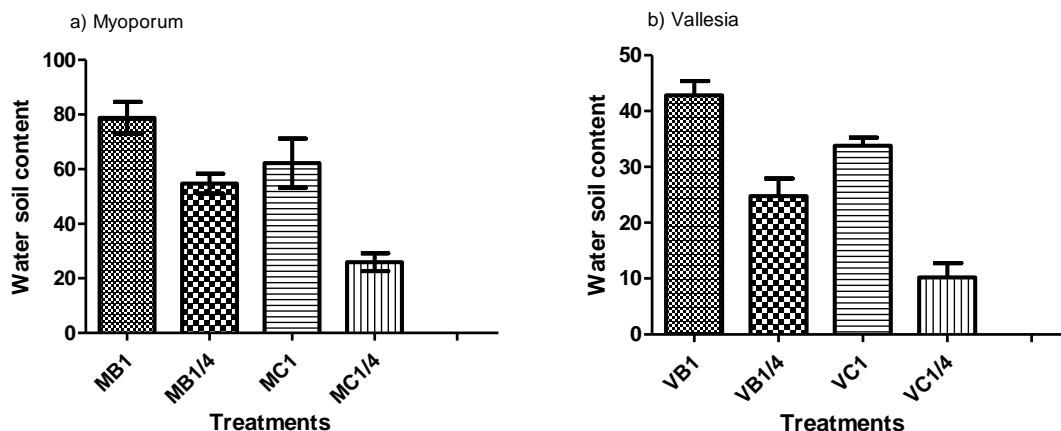 a) Myoporum
Water soil content
100
80
60
40
20
0
MB1
MB1/4
MC1
MC1/4
Treatments
b) Vallesia
Water soil content
50
40
30
20
10
0
VB1
VB1/4
VC1
VC1/4
Treatments